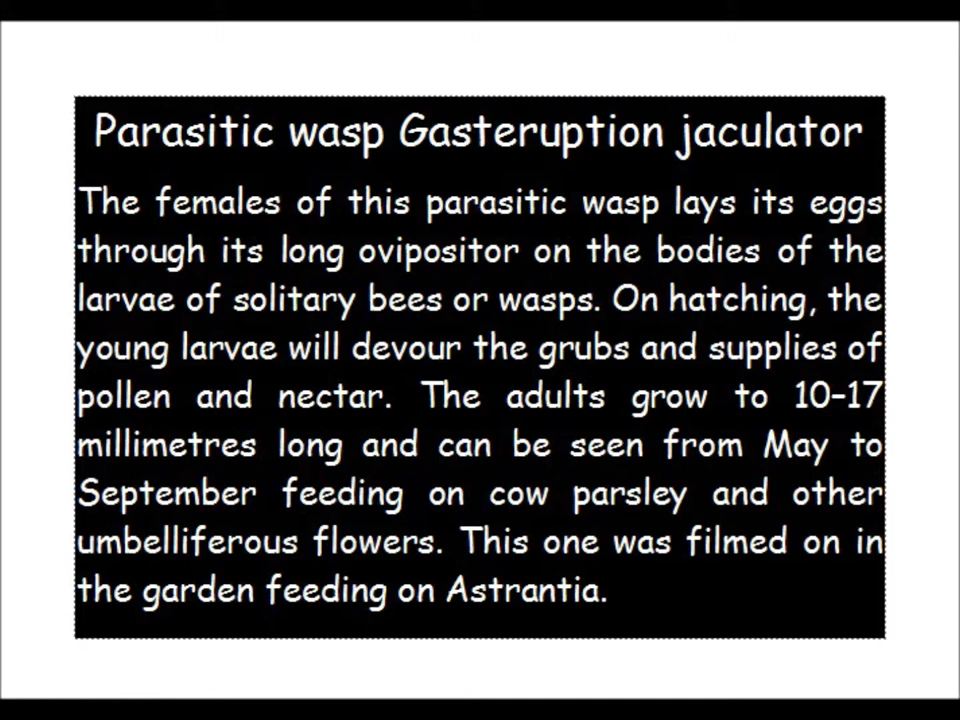 Parasitic wasp Gasteruption jaculator
The females of this parasitic wasp lays its eggs
through its long ovipositor on the bodies of the
larvae of solitary bees or wasps. On hatching, the
young larvae will devour the grubs and supplies of
pollen and nectar. The adults grow to 10–17
millimetres long and can be seen from May to
September feeding on cow parsley and other
umbelliferous flowers. This one was filmed on in
the garden feeding on Astrantia.